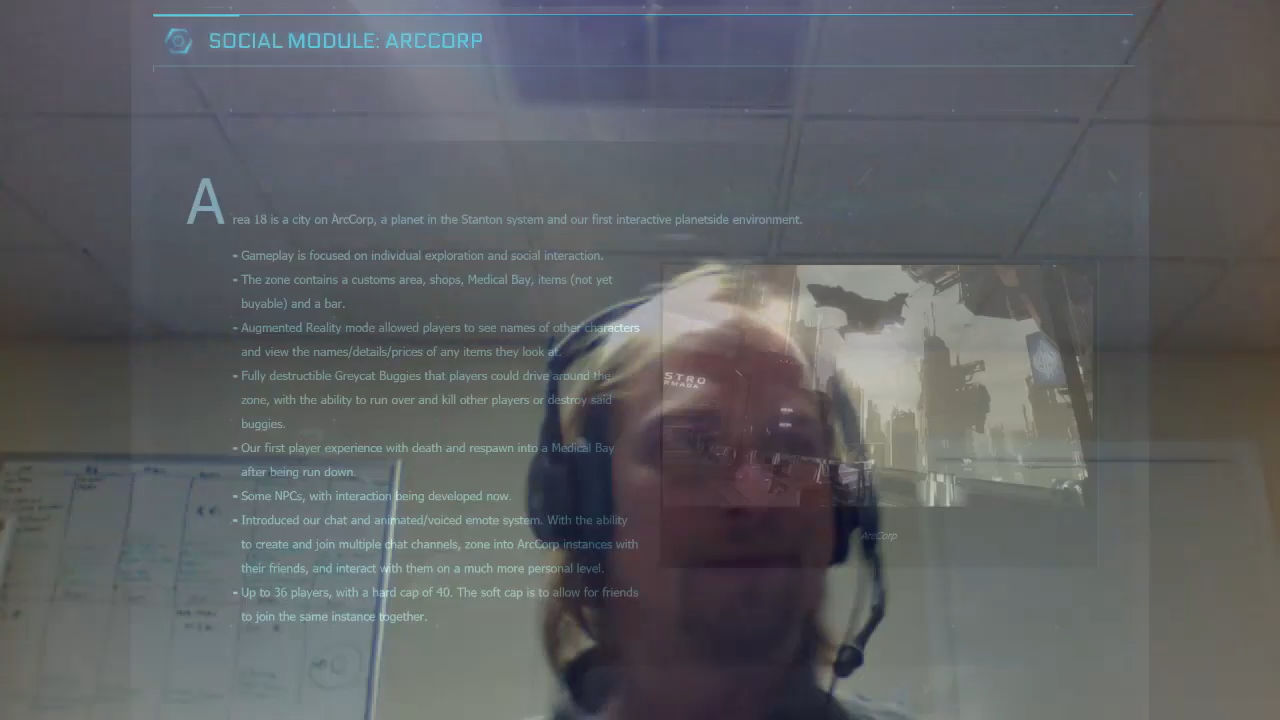 SOCIAL MODULE: ARCCORP
Area 18 is a city on ArcCorp, a planet in the Stanton system and our first interactive planetside environment.
- Gameplay is focused on individual exploration and social interaction.
- The zone contains a customs area, shops, Medical Bay, items (not yet
buyable) and a bar.
- Augmented Reality mode allowed players to see names of other characters
and view the names/details/prices of any items they look at.
- Fully destructible Greycat Buggies that players could drive around the
zone, with the ability to run over and kill other players or destroy said
buggies.
- Our first player experience with death and respawn into a Medical Bay
after being run down.
- Some NPCs, with interaction being developed now.
- Introduced our chat and animated/voiced emote system. With the ability
to create and join multiple chat channels, zone into ArcCorp instances with
their friends, and interact with them on a much more personal level.
- Up to 36 players, with a hard cap of 40. The soft cap is to allow for friends
to join the same instance together.
STRO
RMADA
ArcCorp